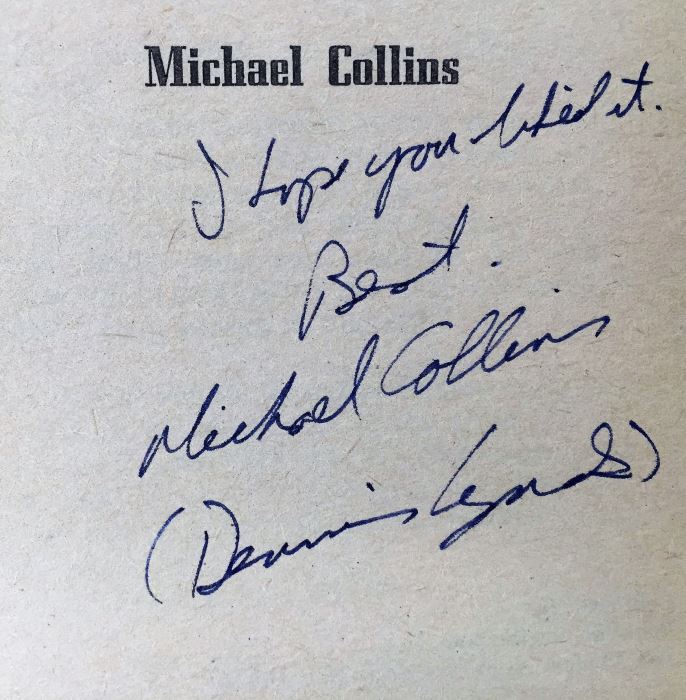 Michael Collins
I hope you liked it.
Best.
Michael Collins
(Dennis Lynds)